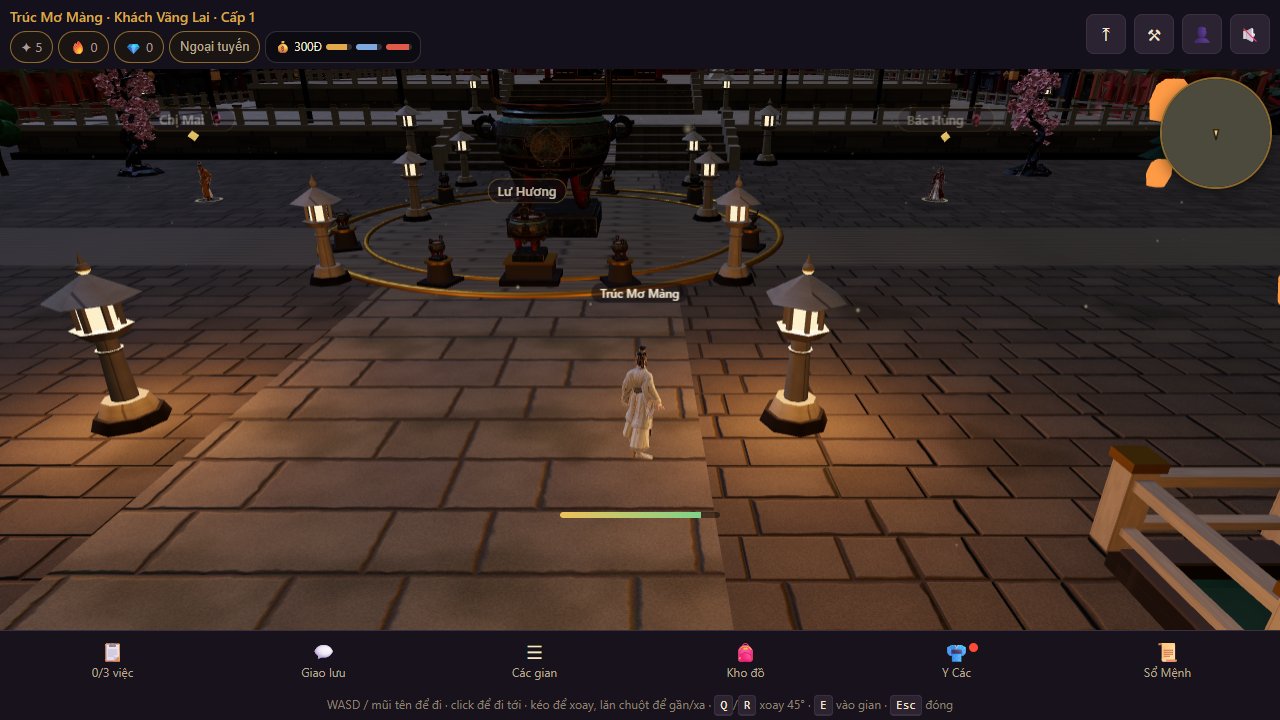 Trúc Mơ Màng · Khách Vãng Lai · Cấp 1
✦ 5
0
0
Ngoại tuyến
300Đ
Chị Mai
Bác Hùng
Lư Hương
Trúc Mơ Màng
0/3 việc
Giao lưu
Các gian
Kho đồ
Y Các
Sổ Mệnh
WASD / mũi tên để đi · click để đi tới · kéo để xoay, lăn chuột để gần/xa · Q / R xoay 45° · E vào gian · Esc đóng